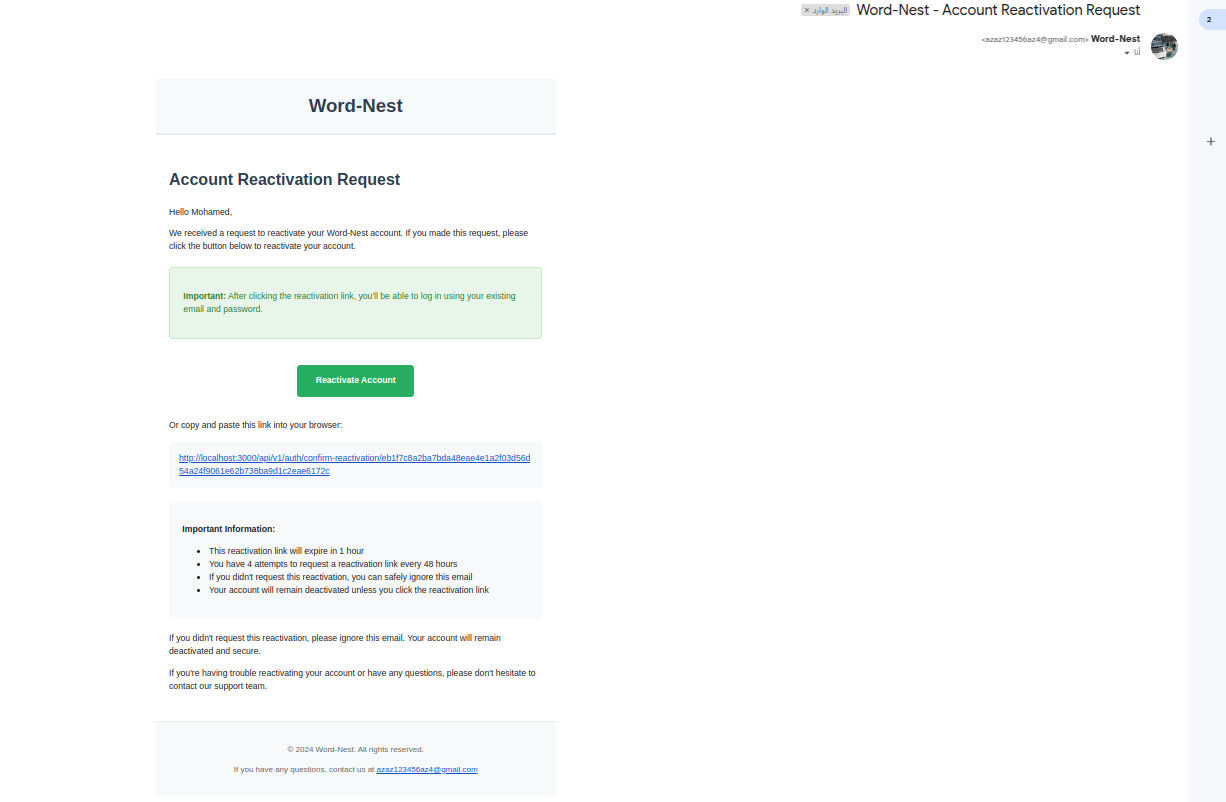 Word-Nest - Account Reactivation Request
البريد الوارد ×
2
Word-Nest <azaz123456az4@gmail.com>
أنا
Word-Nest
Account Reactivation Request
Hello Mohamed,
We received a request to reactivate your Word-Nest account. If you made this request, please
click the button below to reactivate your account.
Important: After clicking the reactivation link, you'll be able to log in using your existing
email and password.
Reactivate Account
Or copy and paste this link into your browser:
http://localhost:3000/api/v1/auth/confirm-reactivation/eb1f7c8a2ba7bda48eae4e1a2f03d56d
54a24f9061e62b738ba9d1c2eae6172c
Important Information:
• This reactivation link will expire in 1 hour
• You have 4 attempts to request a reactivation link every 48 hours
• If you didn't request this reactivation, you can safely ignore this email
• Your account will remain deactivated unless you click the reactivation link
If you didn't request this reactivation, please ignore this email. Your account will remain
deactivated and secure.
If you're having trouble reactivating your account or have any questions, please don't hesitate to
contact our support team.
© 2024 Word-Nest. All rights reserved.
If you have any questions, contact us at azaz123456az4@gmail.com